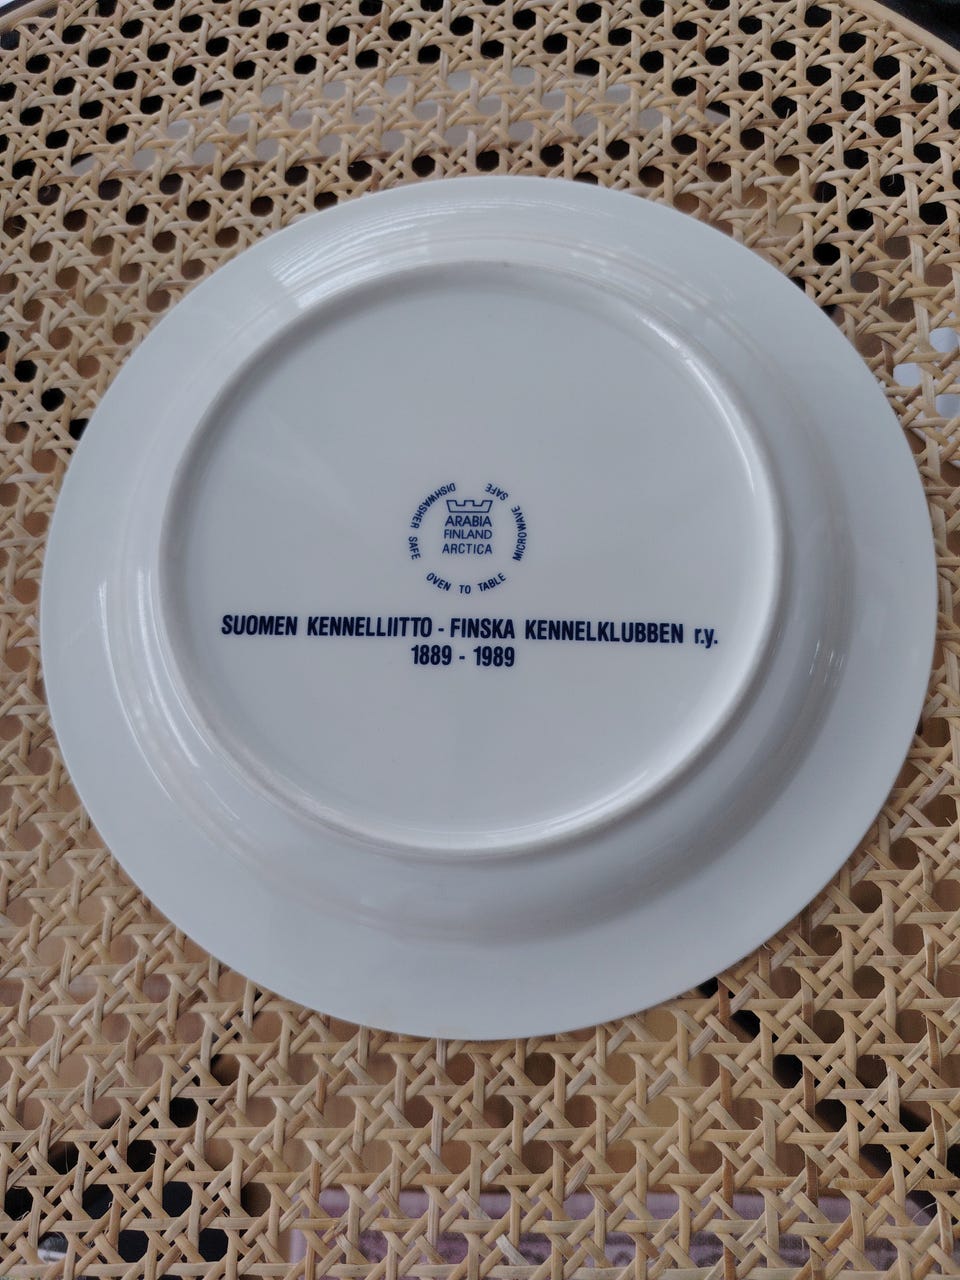 DISHWASHER SAFE
MICROWAVE SAFE
ARABIA
FINLAND
ARCTICA
OVEN TO TABLE
SUOMEN KENNELLIITTO - FINSKA KENNELKLUBBEN r.y.
1889 - 1989